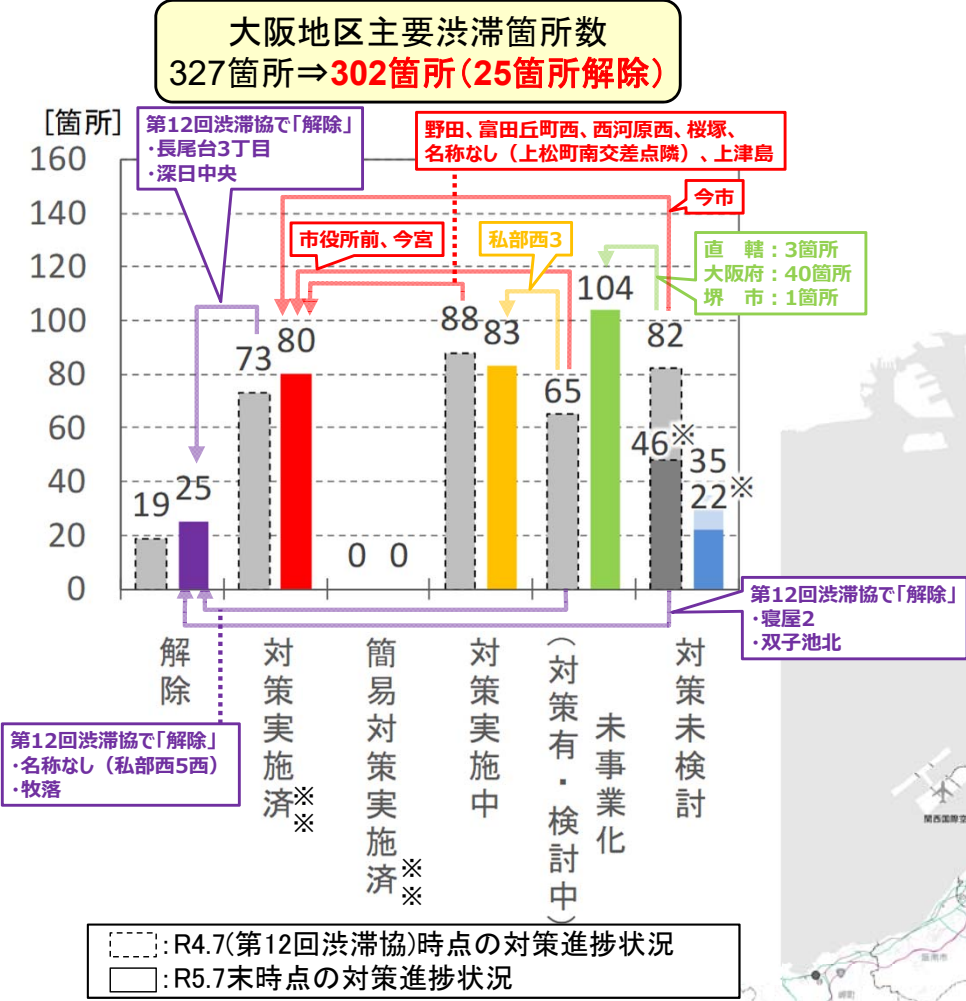 大阪地区主要渋滞箇所数
327箇所⇒302箇所(25箇所解除)
[箇所]
160
140
120
100
80
60
40
20
0
第12回渋滞協で「解除」
・長尾台3丁目
・深日中央
野田、富田丘町西、西河原西、桜塚、
名称なし（上松町南交差点隣）、上津島
今市
市役所前、今宮
私部西3
直　轄：3箇所
大阪府：40箇所
堺　市：1箇所
19
25
73
80
0
0
88
83
65
104
82
46※
35
22※
第12回渋滞協で「解除」
・寝屋2
・双子池北
解除
対策実施済※※
簡易対策実施済※※
対策実施中
未事業化
（対策有・検討中）
対策未検討
第12回渋滞協で「解除」
・名称なし（私部西5西）
・牧落
：R4.7(第12回渋滞協)時点の対策進捗状況
：R5.7末時点の対策進捗状況
関西国際空
阪南市
岬町